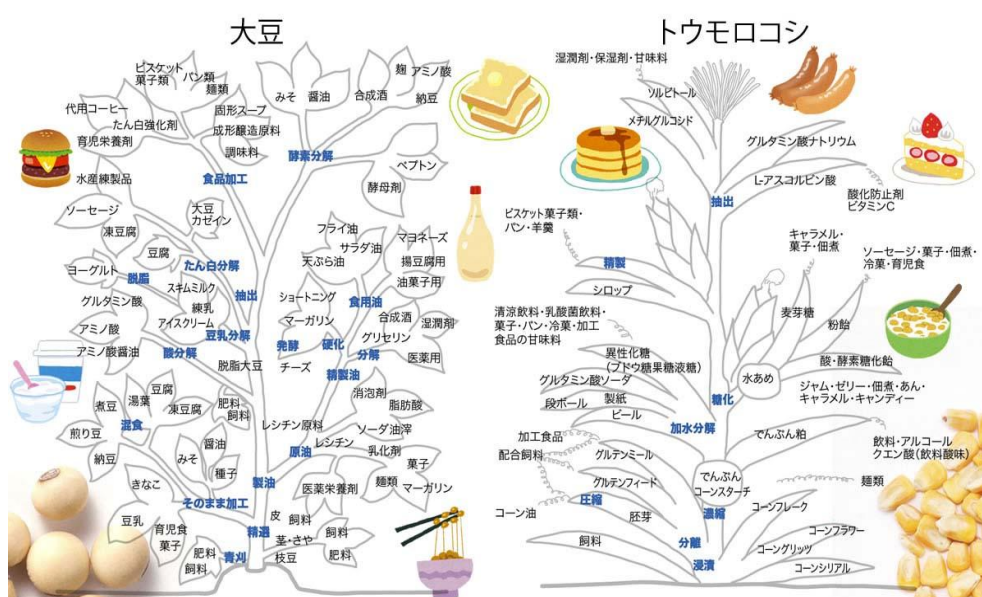 大豆
トウモロコシ
ビスケット
菓子類
パン類
麺類
代用コーヒー
たん白強化剤
育児栄養剤
固形スープ
成形醸造原料
調味料
食品加工
水産練製品
みそ
醤油
合成酒
麹
アミノ酸
納豆
酵素分解
ペプトン
酵母剤
ソーセージ
凍豆腐
豆腐
大豆
カゼイン
たん白分解
ヨーグルト
脱脂
スキムミルク
練乳
アイスクリーム
抽出
豆乳分解
グルタミン酸
アミノ酸
アミノ酸醤油
酸分解
脱脂大豆
フライ油
サラダ油
天ぷら油
マヨネーズ
揚豆腐用
油菓子用
食用油
ショートニング
マーガリン
発酵
硬化
チーズ
合成酒
グリセリン
湿潤剤
分解
医薬用
精製油
消泡剤
脂肪酸
豆腐
湯葉
煮豆
凍豆腐
混食
煎り豆
納豆
肥料
飼料
醤油
みそ
種子
きなこ
そのまま加工
豆乳
育児食
菓子
レシチン原料
レシチン
ソーダ油滓
乳化剤
原油
菓子
麺類
マーガリン
製油
医薬栄養剤
精選
皮
飼料
茎・さや
飼料
枝豆
肥料
肥料
飼料
青刈
湿潤剤・保湿剤・甘味料
ソルビトール
メチルグルコシド
グルタミン酸ナトリウム
L-アスコルビン酸
酸化防止剤
ビタミンC
抽出
ビスケット菓子類・
パン・羊羹
精製
シロップ
キャラメル・
菓子・佃煮
ソーセージ・菓子・佃煮・
冷菓・育児食
麦芽糖
粉飴
清涼飲料・乳酸菌飲料・
菓子・パン・冷菓・加工
食品の甘味料
異性化糖
(ブドウ糖果糖液糖)
水あめ
酸・酵素糖化飴
グルタミン酸ソーダ
糖化
ジャム・ゼリー・佃煮・あん・
キャラメル・キャンディー
段ボール
製紙
ビール
加水分解
でんぷん粕
加工食品
配合飼料
グルテンミール
飲料・アルコール
クエン酸(飲料酸味)
グルテンフィード
でんぷん
コーンスターチ
麺類
圧縮
コーン油
胚芽
濃縮
コーンフレーク
飼料
分離
コーンフラワー
コーングリッツ
浸漬
コーンシリアル